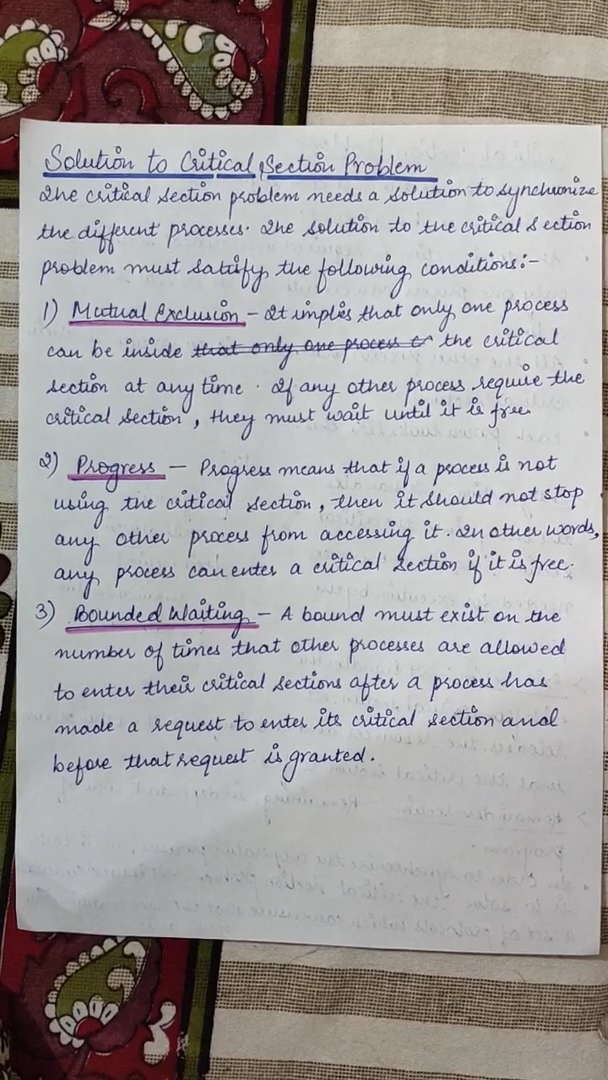 Solution to Critical Section Problem
The critical section problem needs a solution to synchronize
the different processes. The solution to the critical section
problem must satisfy the following conditions:-
1) Mutual Exclusion - It implies that only one process
can be inside that only one process c the critical
section at any time. If any other process require the
critical section, they must wait until it is free.
2) Progress - Progress means that if a process is not
using the critical section, then it should not stop
any other process from accessing it. In other words,
any process can enter a critical section if it is free.
3) Bounded Waiting - A bound must exist on the
number of times that other processes are allowed
to enter their critical sections after a process has
made a request to enter its critical section and
before that request is granted.